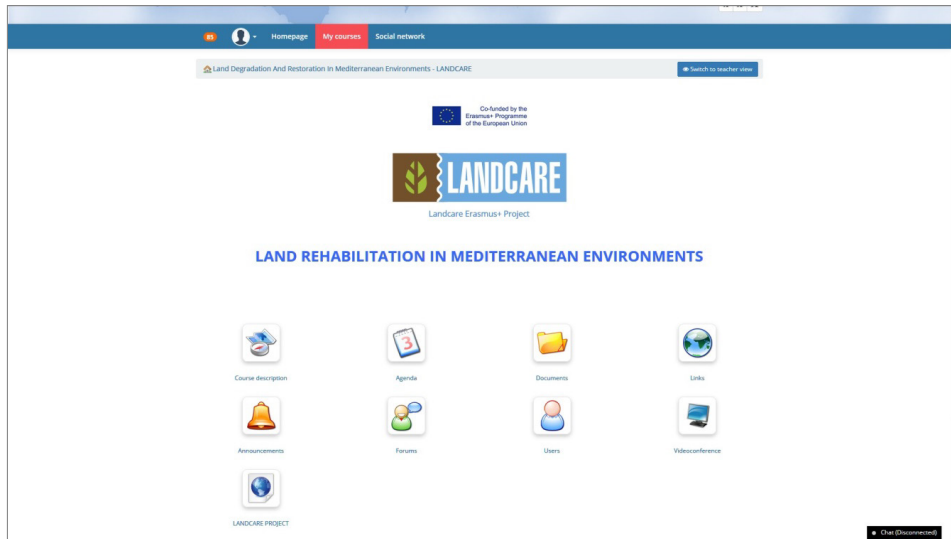 85
Homepage
My courses
Social network
Land Degradation And Restoration In Mediterranean Environments - LANDCARE
Switch to teacher view
Co-funded by the
Erasmus+ Programme
of the European Union
LANDCARE
Landcare Erasmus+ Project
LAND REHABILITATION IN MEDITERRANEAN ENVIRONMENTS
3
Course description
Agenda
Documents
Links
Announcements
Forums
Users
Videoconference
LANDCARE PROJECT
Chat (Disconnected)